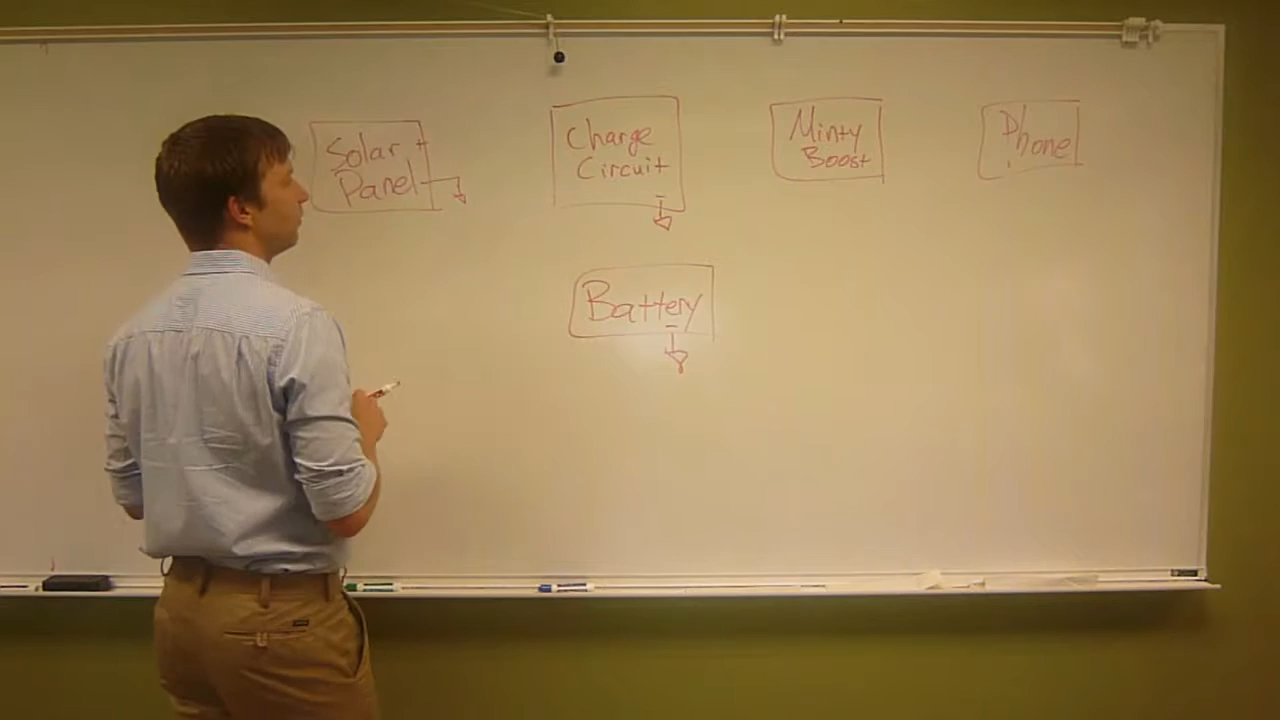 Solar +
Panel -
Charge
Circuit
-
Minty
Boost
Phone
Battery
-